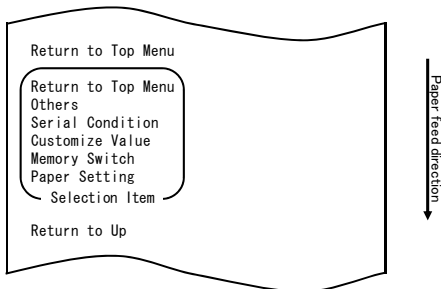 Return to Top Menu
Return to Top Menu
Others
Serial Condition
Customize Value
Memory Switch
Paper Setting
Selection Item
Return to Up
Paper feed direction